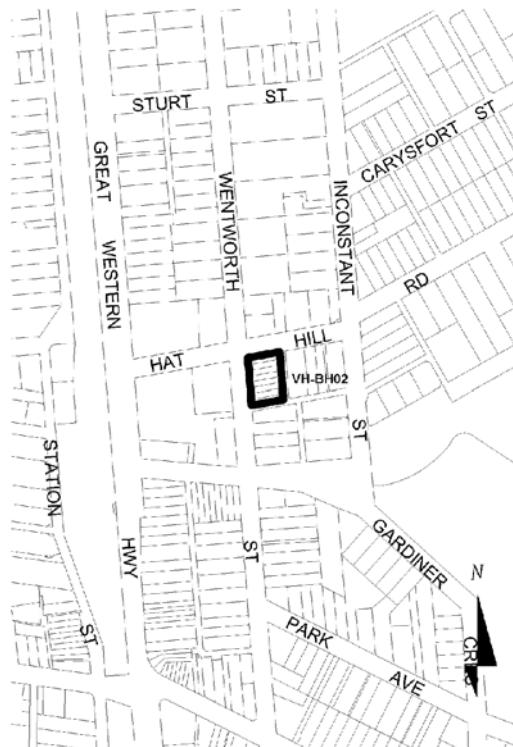 STURT ST
CARYSFORT ST
GREAT WESTERN HWY
WENTWORTH ST
INCONSTANT ST
HAT HILL RD
VH-BH02
STATION ST
GARDINER CRES
PARK AVE
N